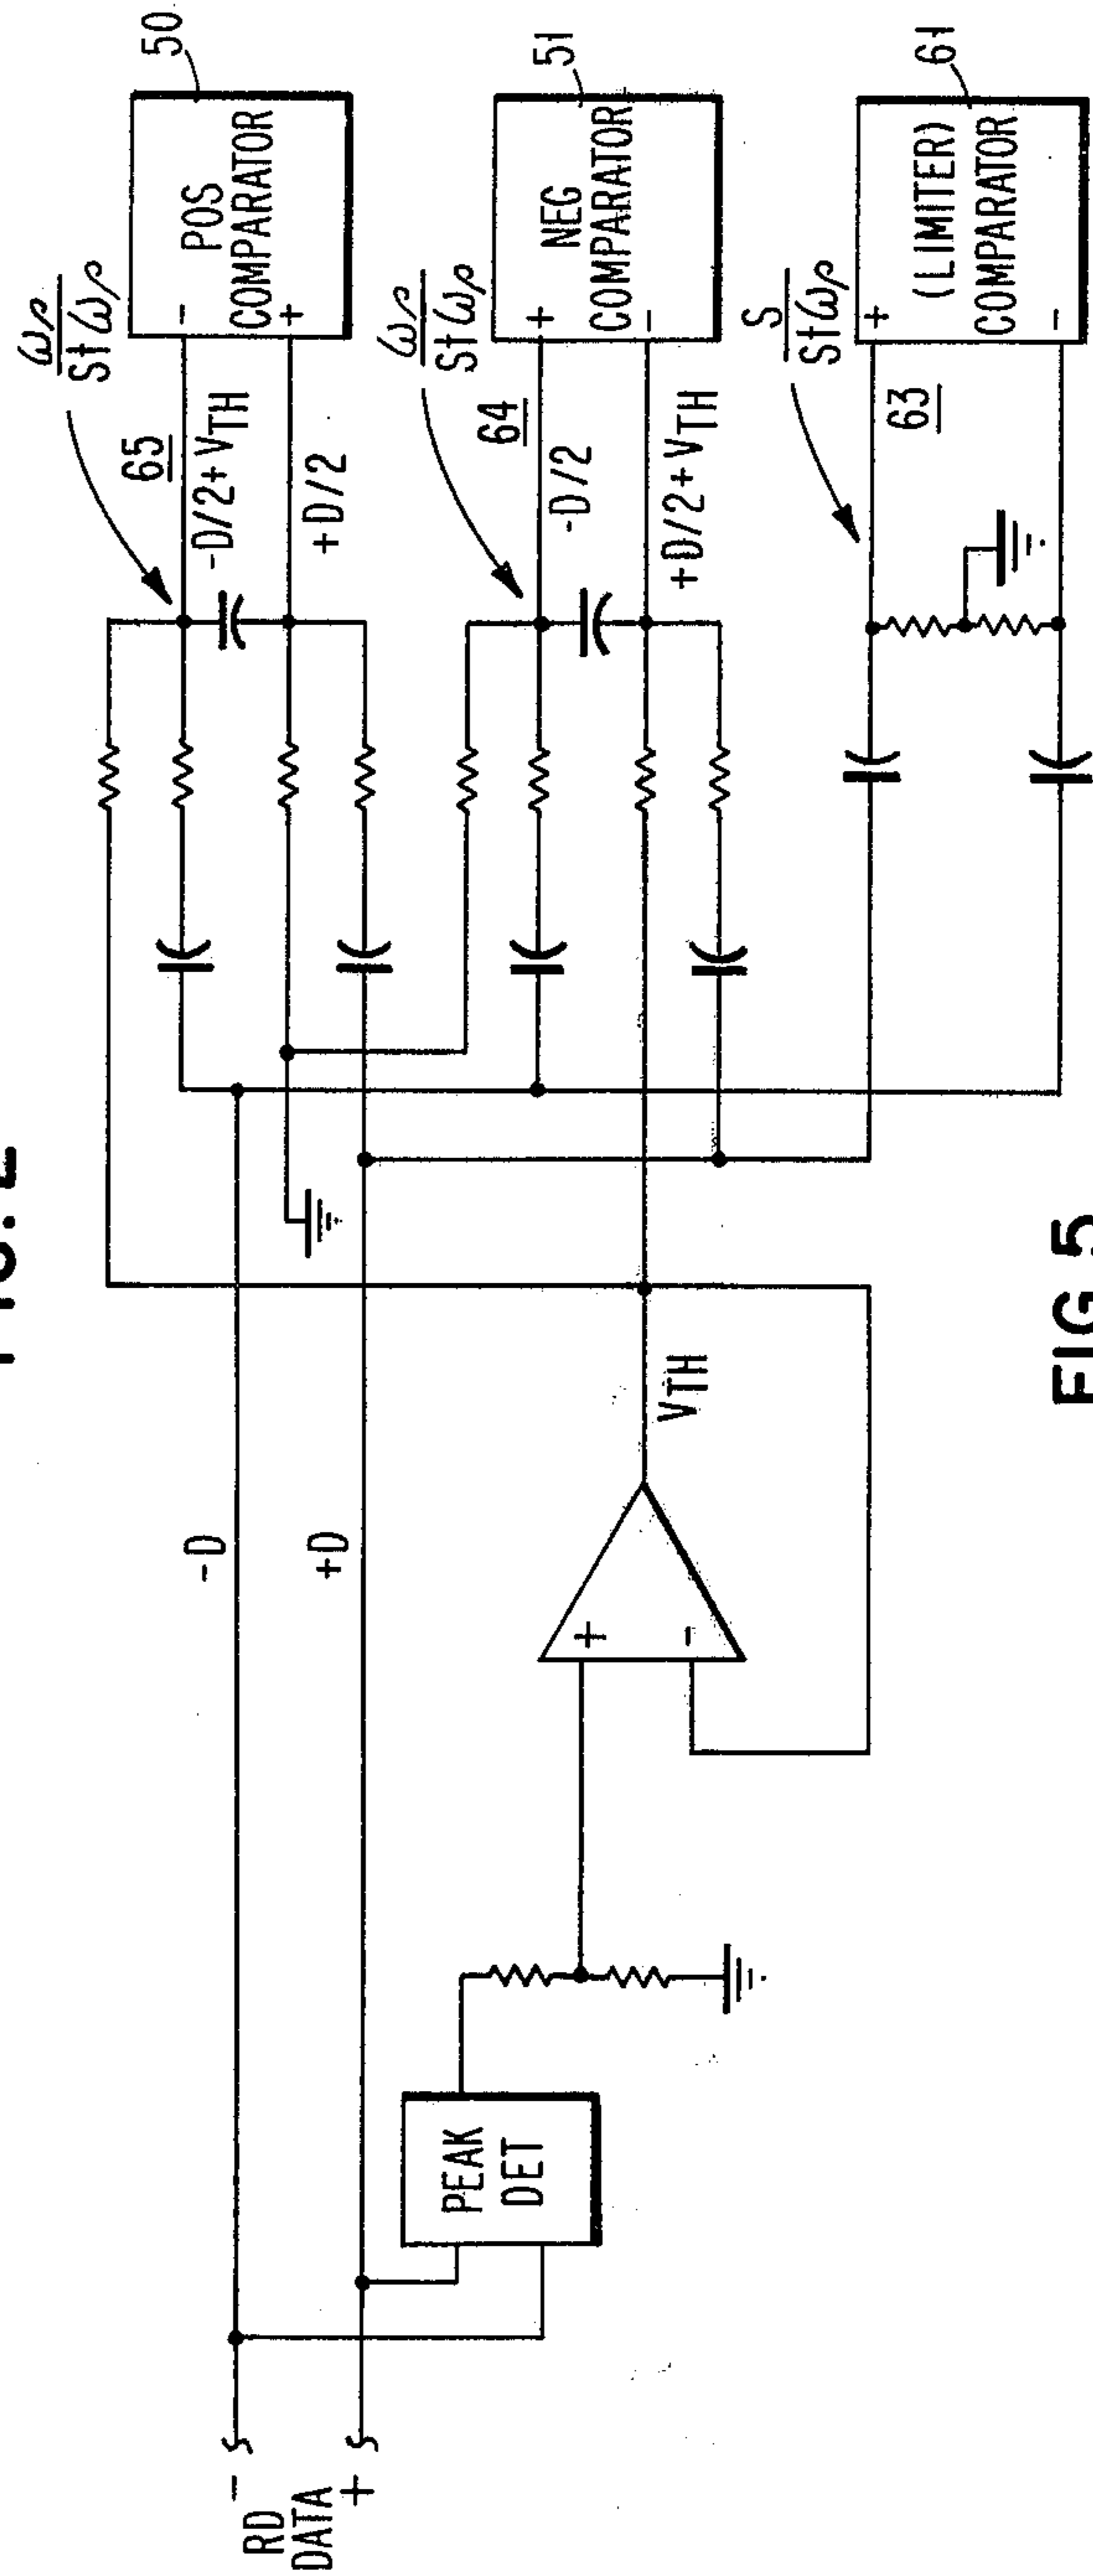 50
POS
COMPARATOR
-
+
ωρ
S+ωρ
65
-D/2+VTH
+D/2
51
NEG
COMPARATOR
+
-
ωρ
S+ωρ
64
-D/2
+D/2+VTH
61
(LIMITER)
COMPARATOR
+
-
S
S+ωρ
63
-D
+D
VTH
+
-
PEAK
DET
-
RD
DATA
+
FIG. 5